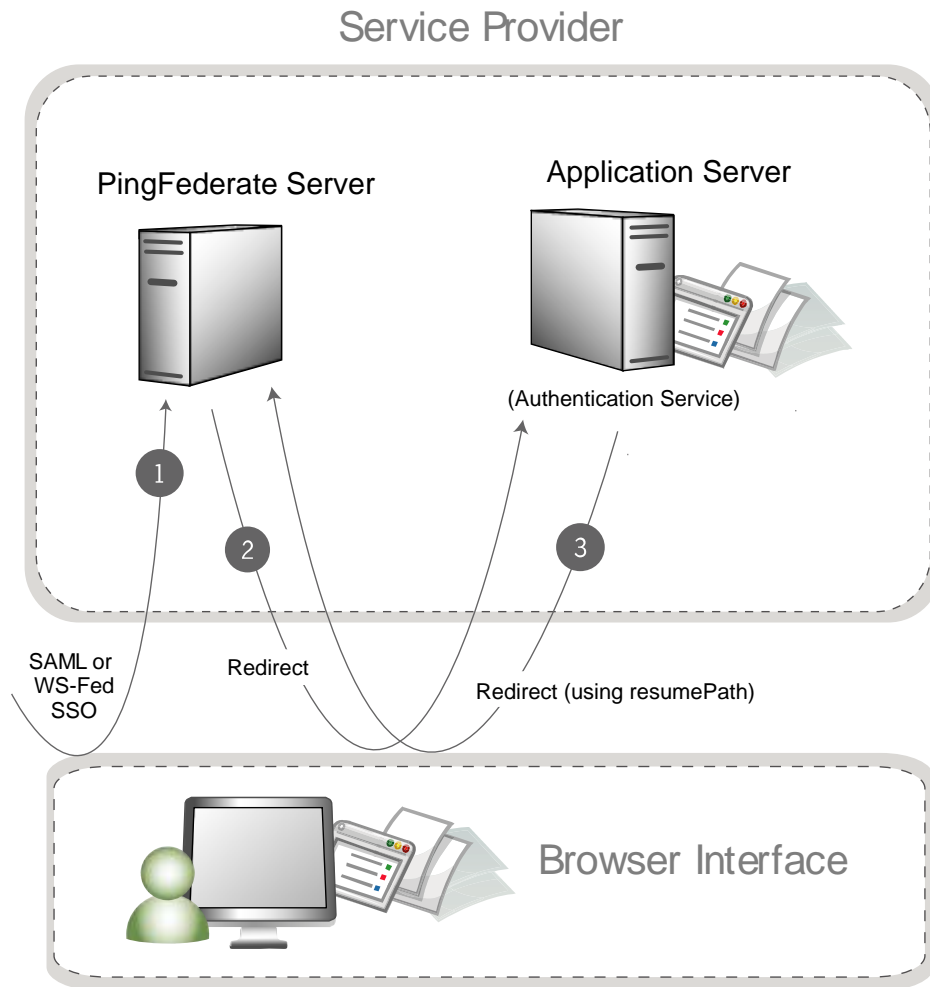 Service Provider
PingFederate Server
Application Server
(Authentication Service)
1
2
3
SAML or
WS-Fed
SSO
Redirect
Redirect (using resumePath)
Browser Interface